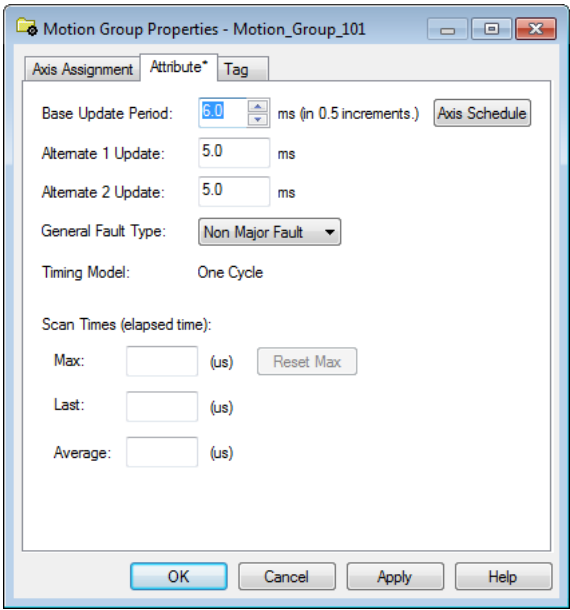 Motion Group Properties - Motion_Group_101
Axis Assignment Attribute* Tag
Base Update Period: 6.0 ms (in 0.5 increments.) Axis Schedule
Alternate 1 Update: 5.0 ms
Alternate 2 Update: 5.0 ms
General Fault Type: Non Major Fault
Timing Model: One Cycle
Scan Times (elapsed time):
Max: (us) Reset Max
Last: (us)
Average: (us)
OK Cancel Apply Help